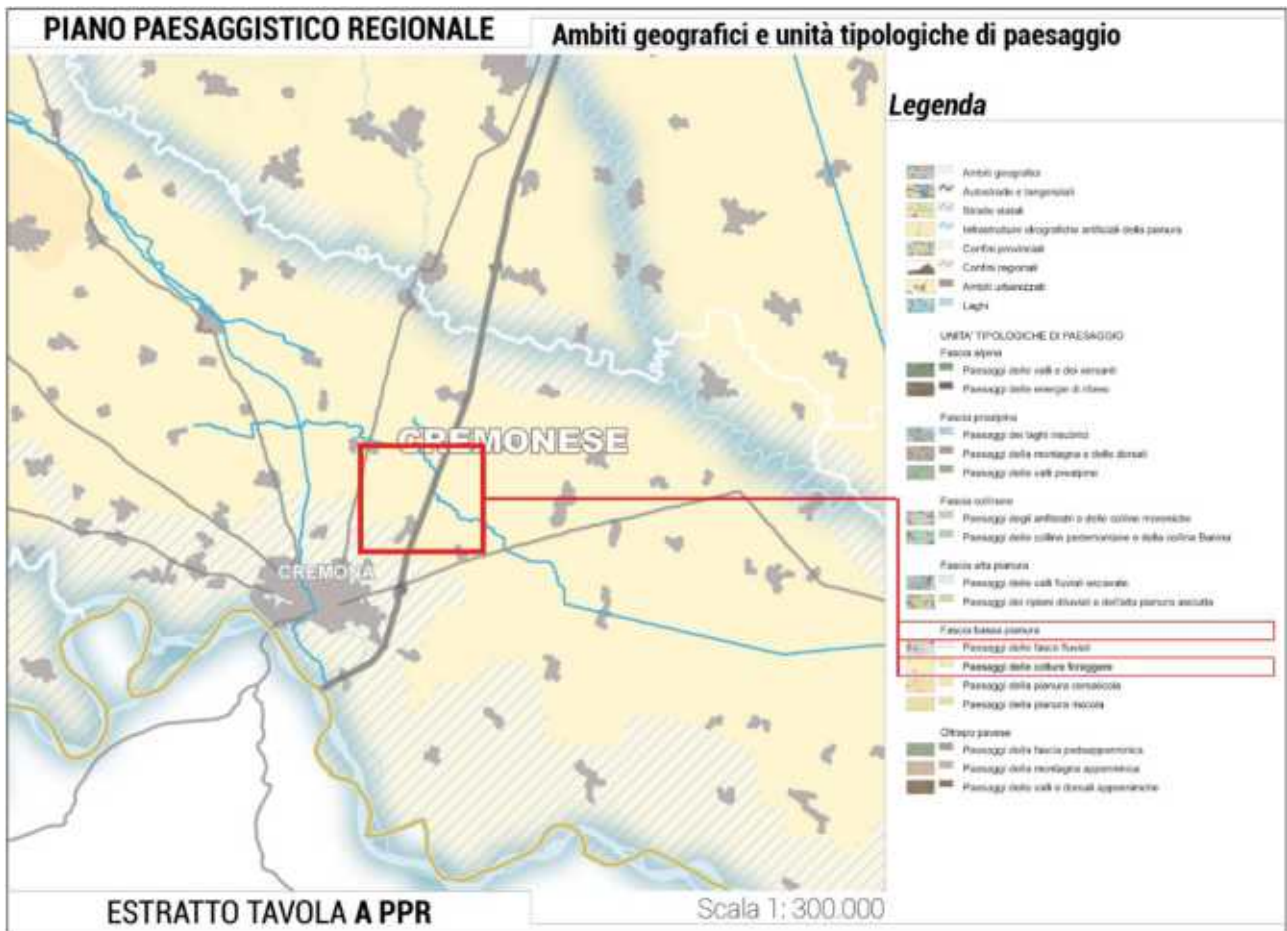 PIANO PAESAGGISTICO REGIONALE
Ambiti geografici e unità tipologiche di paesaggio
Legenda
Ambiti geografici
Autostrade e tangenziali
Strade statali
Infrastrutture idrografiche artificiali della pianura
Confini provinciali
Confini regionali
Ambiti urbanizzati
Laghi
UNITA' TIPOLOGICHE DI PAESAGGIO
Fascia alpina
Paesaggi delle valli e dei versanti
Paesaggi delle energie di rilievo
Fascia prealpina
Paesaggi dei laghi insubrici
Paesaggi della montagna e delle dorsali
Paesaggi delle valli prealpine
Fascia collinare
Paesaggi degli anfiteatri e delle colline moreniche
Paesaggi delle colline pedemontane e della collina Banina
Fascia alta pianura
Paesaggi delle valli fluviali escavate
Paesaggi dei ripiani diluviali e dell'alta pianura asciutta
Fascia bassa pianura
Paesaggi delle fasce fluviali
Paesaggi delle colture foraggere
Paesaggi della pianura cerealicola
Paesaggi della pianura risicola
Oltrepo pavese
Paesaggi della fascia pedeappenninica
Paesaggi della montagna appenninica
Paesaggi delle valli e dorsali appenniniche
CREMONESE
CREMONA
ESTRATTO TAVOLA A PPR
Scala 1: 300.000